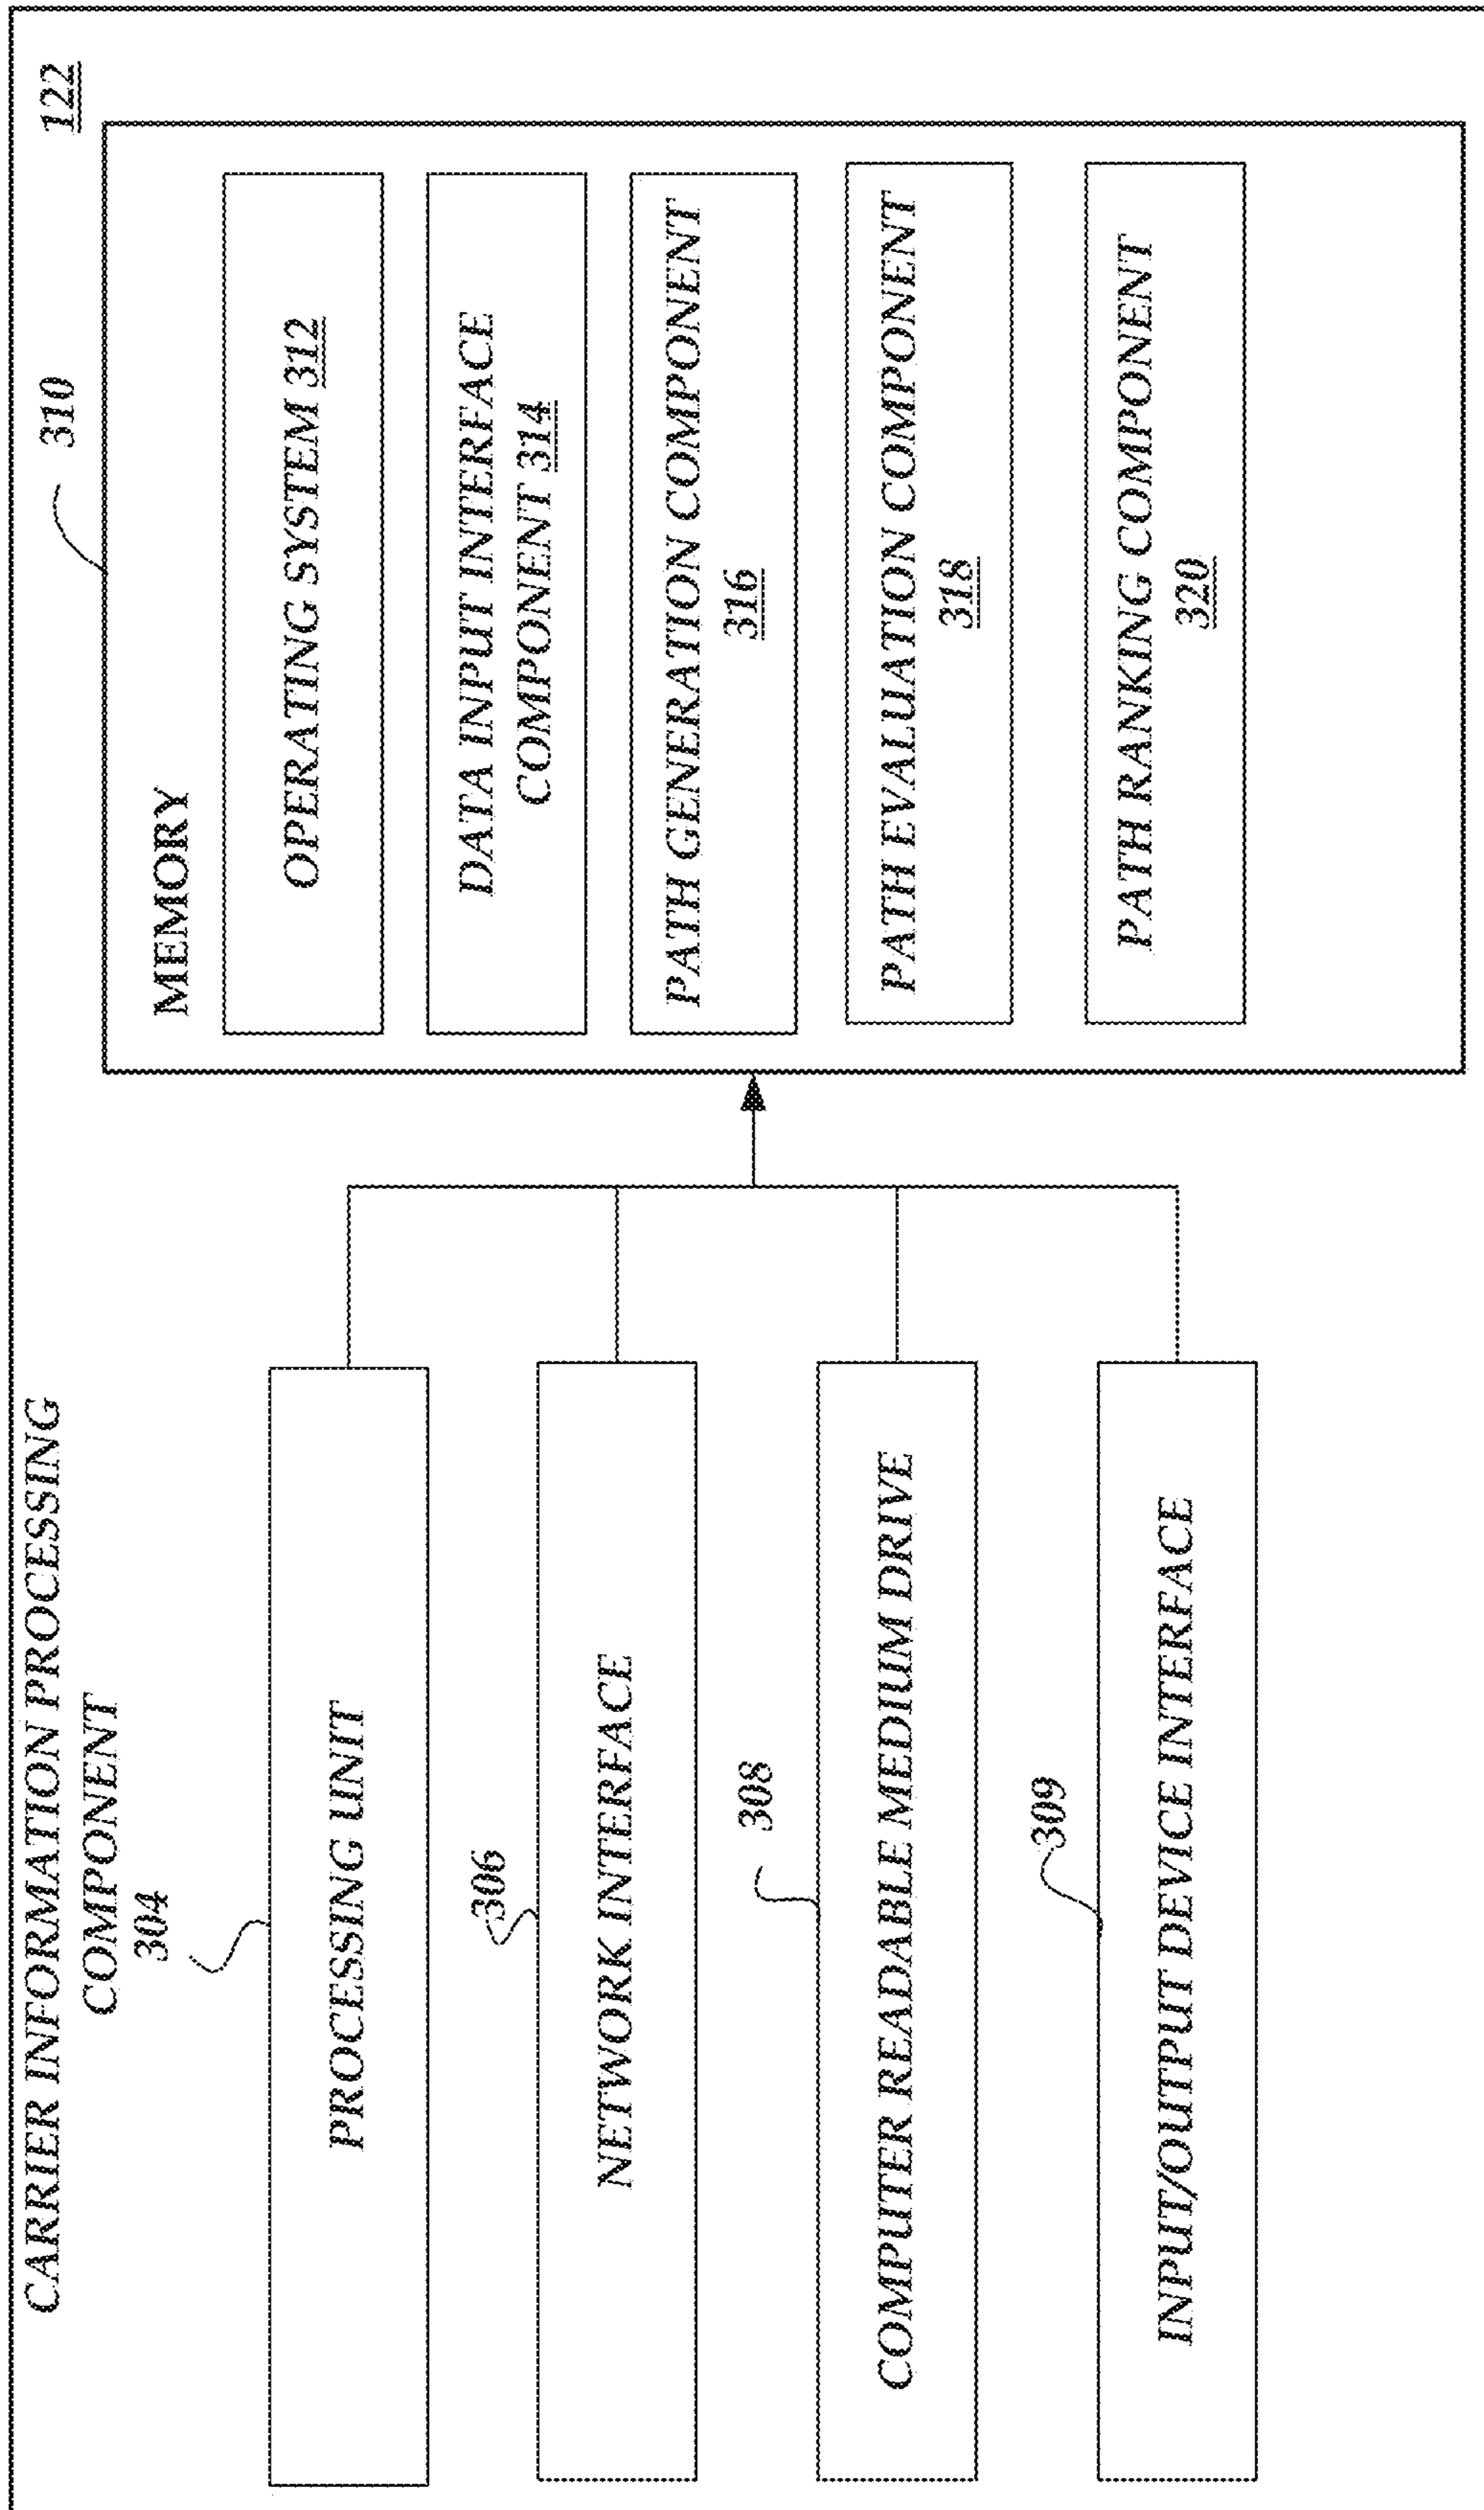 CARRIER INFORMATION PROCESSING
COMPONENT
122
304
PROCESSING UNIT
306
NETWORK INTERFACE
308
COMPUTER READABLE MEDIUM DRIVE
309
INPUT/OUTPUT DEVICE INTERFACE
310
MEMORY
OPERATING SYSTEM 312
DATA INPUT INTERFACE
COMPONENT 314
PATH GENERATION COMPONENT
316
PATH EVALUATION COMPONENT
318
PATH RANKING COMPONENT
320